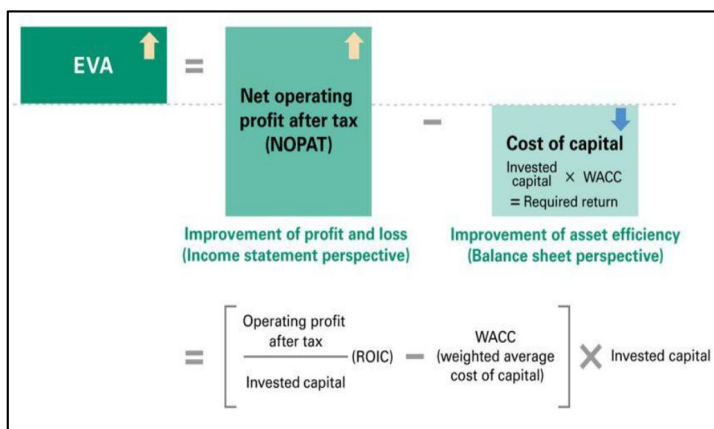 EVA
=
Net operating
profit after tax
(NOPAT)
-
Cost of capital
Invested
capital × WACC
= Required return
Improvement of profit and loss
(Income statement perspective)
Improvement of asset efficiency
(Balance sheet perspective)
=
Operating profit
after tax
Invested capital
(ROIC)
-
WACC
(weighted average
cost of capital)
× Invested capital